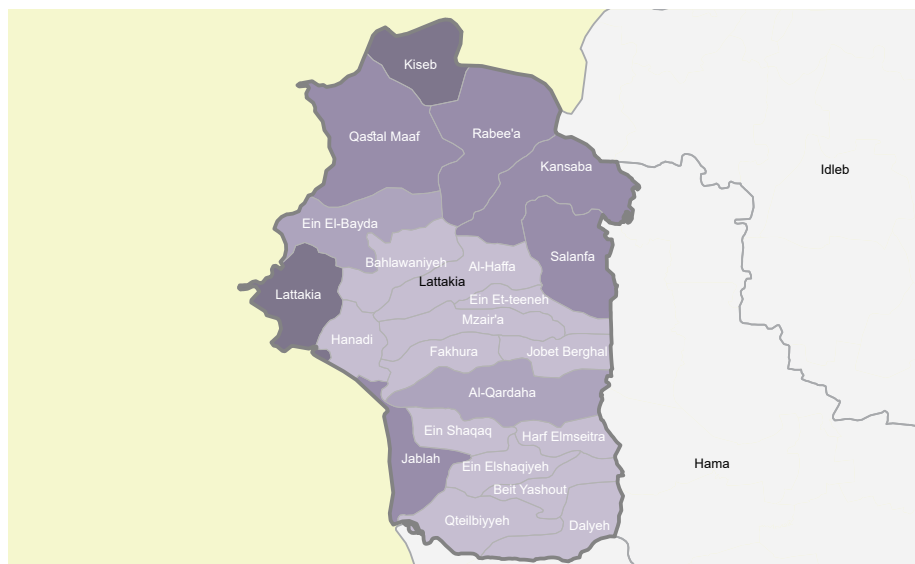 Kiseb
Qastal Maaf
Rabee'a
Kansaba
Idleb
Ein El-Bayda
Bahlawaniyeh
Al-Haffa
Salanfa
Lattakia
Lattakia
Ein Et-teeneh
Mzair'a
Hanadi
Fakhura
Jobet Berghal
Al-Qardaha
Ein Shaqaq
Harf Elmseitra
Jablah
Ein Elshaqiyeh
Hama
Beit Yashout
Qteilbiyyeh
Dalyeh